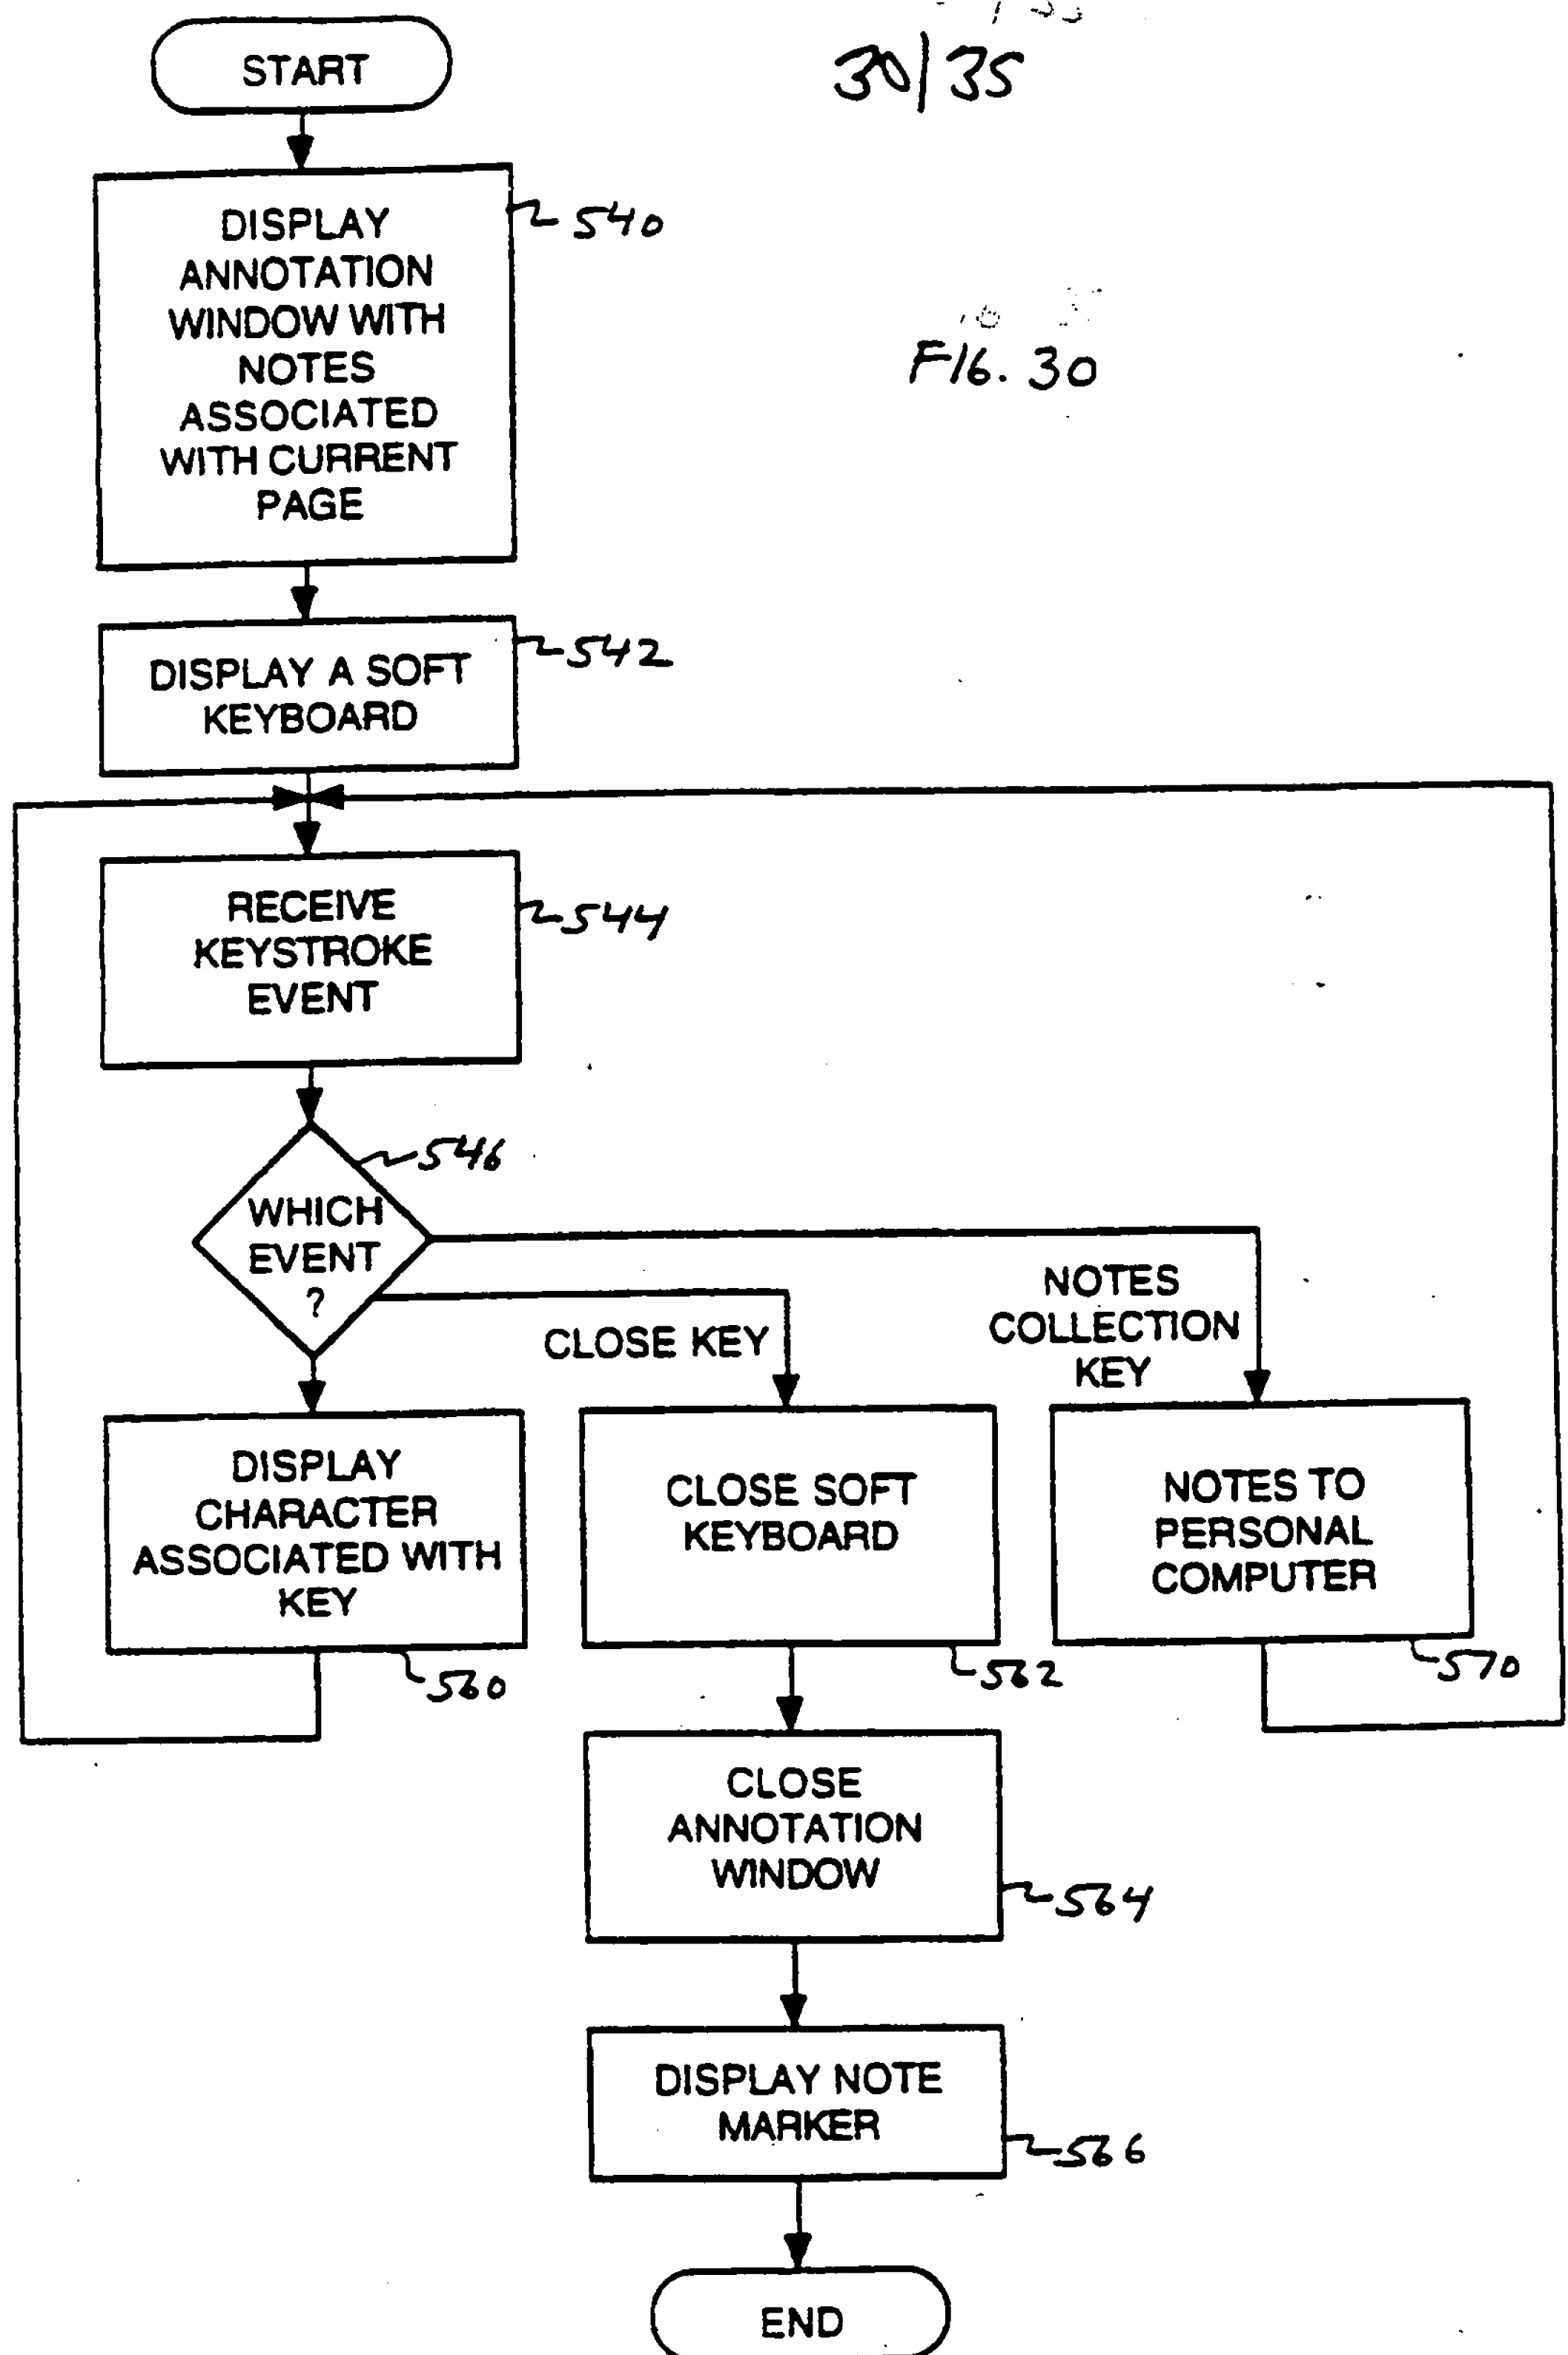 30/35
START
DISPLAY
ANNOTATION
WINDOW WITH
NOTES
ASSOCIATED
WITH CURRENT
PAGE
540
FIG. 30
DISPLAY A SOFT
KEYBOARD
542
RECEIVE
KEYSTROKE
EVENT
544
546
WHICH
EVENT
?
CLOSE KEY
NOTES
COLLECTION
KEY
DISPLAY
CHARACTER
ASSOCIATED WITH
KEY
560
CLOSE SOFT
KEYBOARD
562
NOTES TO
PERSONAL
COMPUTER
570
CLOSE
ANNOTATION
WINDOW
564
DISPLAY NOTE
MARKER
566
END